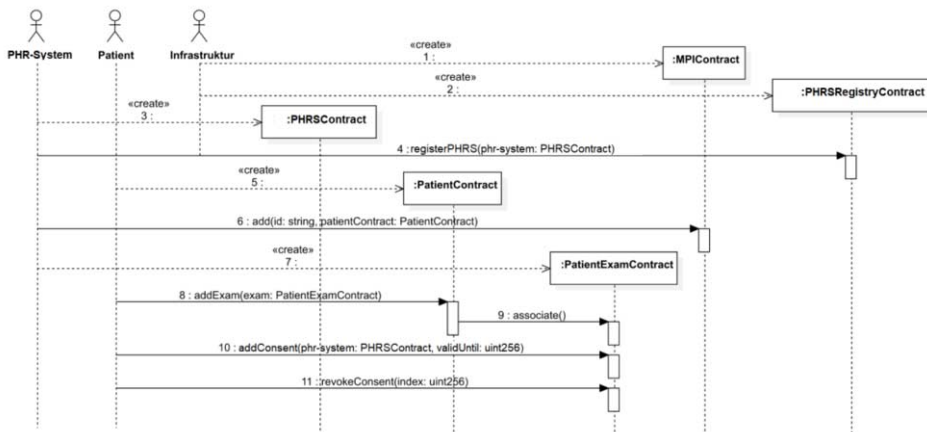 PHR-System
Patient
Infrastruktur
«create»
1 :
:MPIContract
«create»
2 :
:PHRSRegistryContract
«create»
3 :
:PHRSContract
4 :registerPHRS(phr-system: PHRSContract)
«create»
5 :
:PatientContract
6 : add(id: string, patientContract: PatientContract)
«create»
7 :
:PatientExamContract
8 : addExam(exam: PatientExamContract)
9 : associate()
10 : addConsent(phr-system: PHRSContract, validUntil: uint256)
11 : revokeConsent(index: uint256)